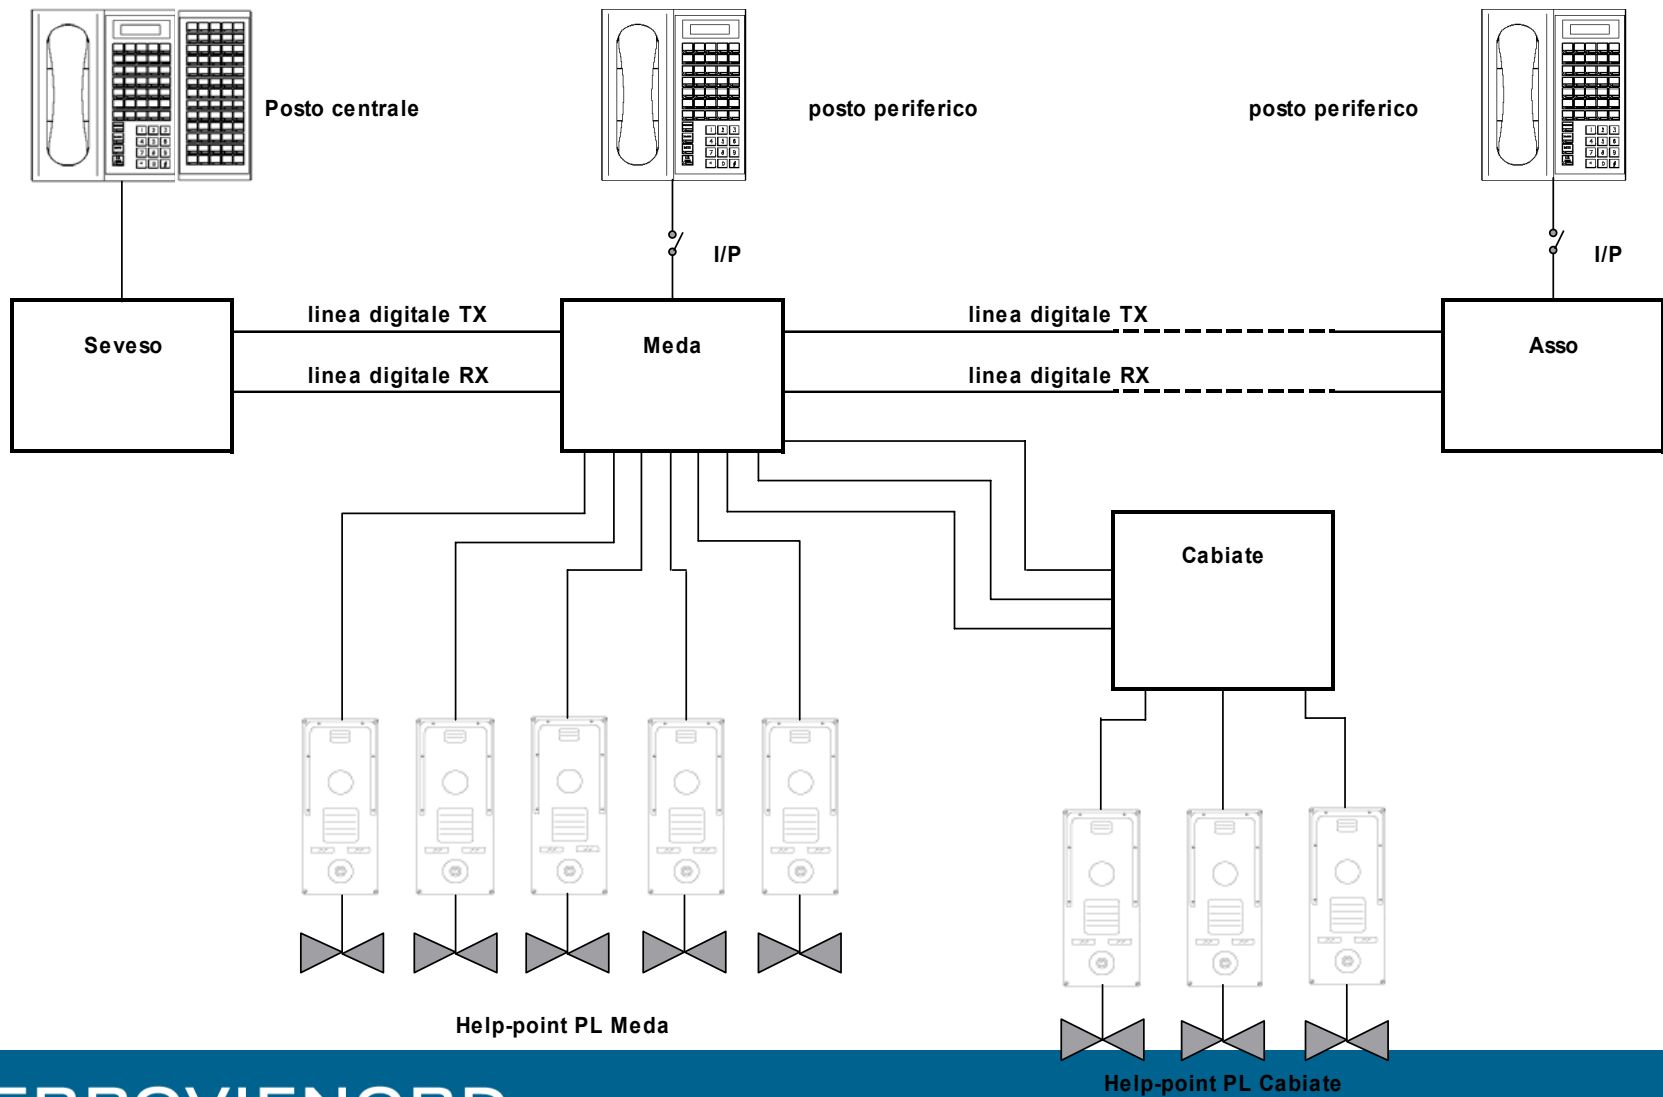 Posto centrale
posto periferico
posto periferico
I/P
I/P
linea digitale TX
linea digitale TX
Seveso
Meda
Asso
linea digitale RX
linea digitale RX
Cabiate
Help-point PL Meda
Help-point PL Cabiate